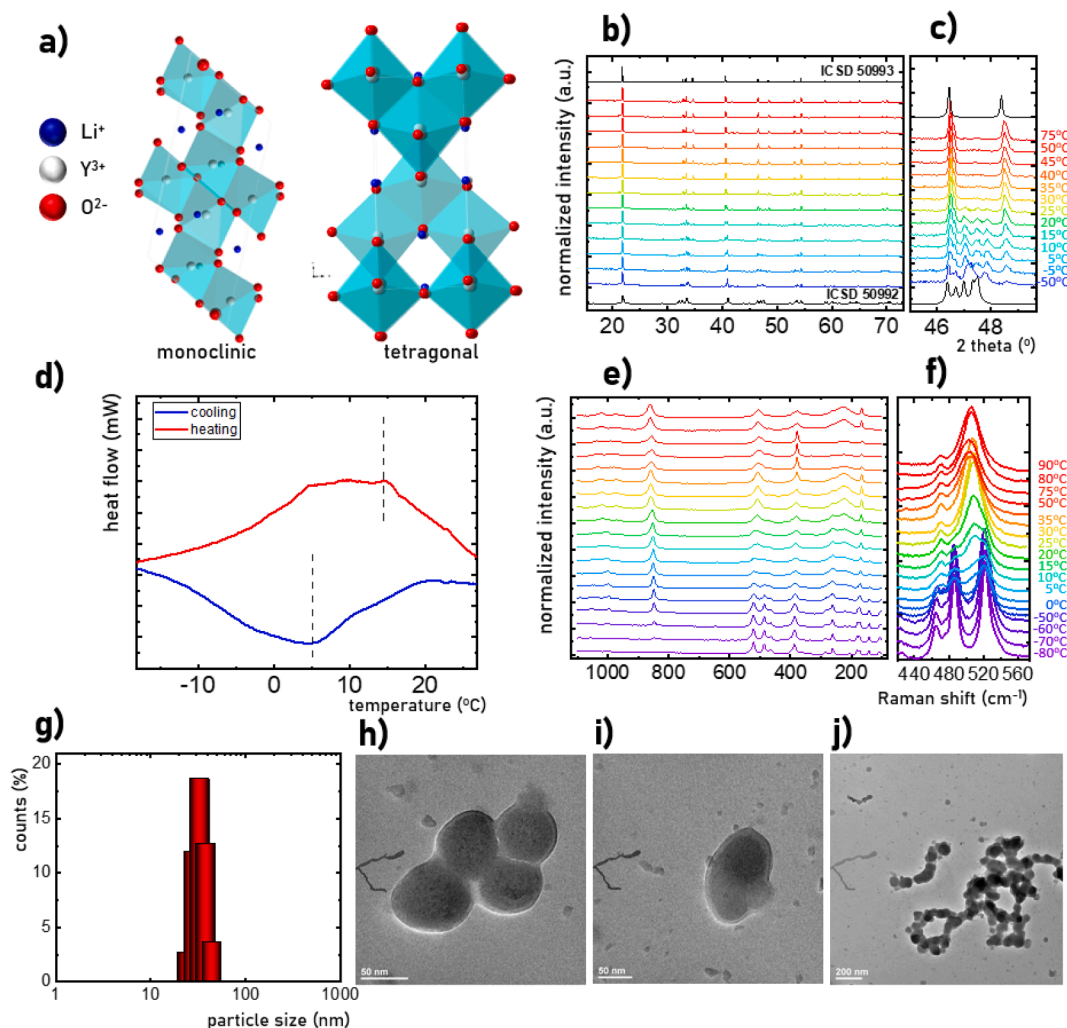 a)
Li⁺
Y³⁺
O²⁻
monoclinic
tetragonal
b)
normalized intensity (a.u.)
ICSD 50993
ICSD 50992
20 30 40 50 60 70
c)
75°C
50°C
45°C
40°C
35°C
30°C
25°C
20°C
15°C
10°C
5°C
-5°C
-50°C
46 48
2 theta (°)
d)
heat flow (mW)
cooling
heating
-10 0 10 20
temperature (°C)
e)
normalized intensity (a.u.)
1000 800 600 400 200
f)
90°C
80°C
75°C
50°C
35°C
30°C
25°C
20°C
15°C
10°C
5°C
0°C
-50°C
-60°C
-70°C
-80°C
440 480 520 560
Raman shift (cm⁻¹)
g)
counts (%)
20
15
10
5
0
1 10 100 1000
particle size (nm)
h)
50 nm
i)
50 nm
j)
200 nm